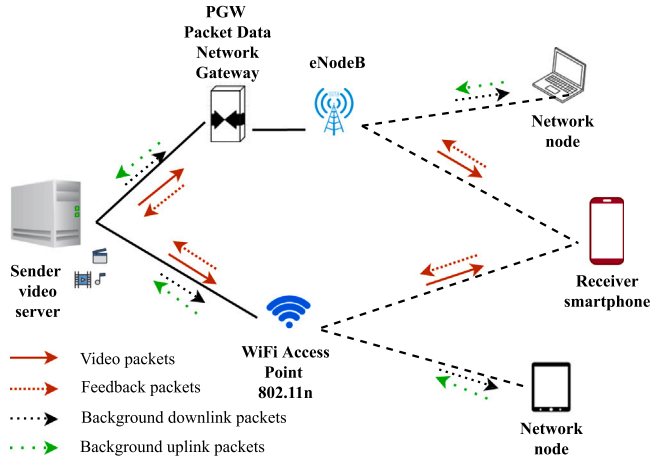 PGW
Packet Data
Network
Gateway
eNodeB
Network
node
Sender
video
server
Receiver
smartphone
WiFi Access
Point
802.11n
Video packets
Feedback packets
Background downlink packets
Background uplink packets
Network
node